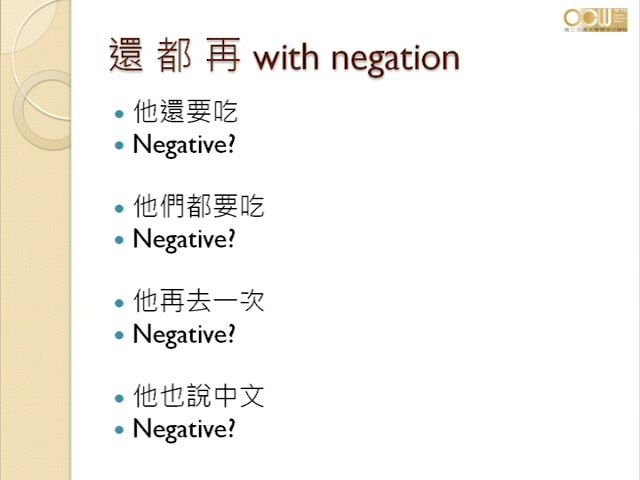 還 都 再 with negation
他還要吃
Negative?
他們都要吃
Negative?
他再去一次
Negative?
他也說中文
Negative?